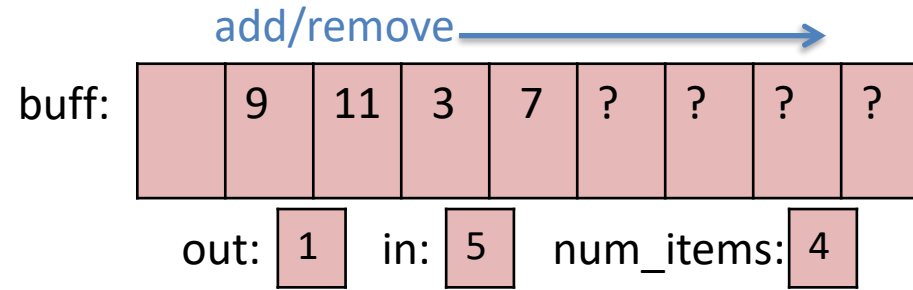 add/remove
buff: 9 11 3 7 ? ? ? ?
out: 1 in: 5 num_items: 4